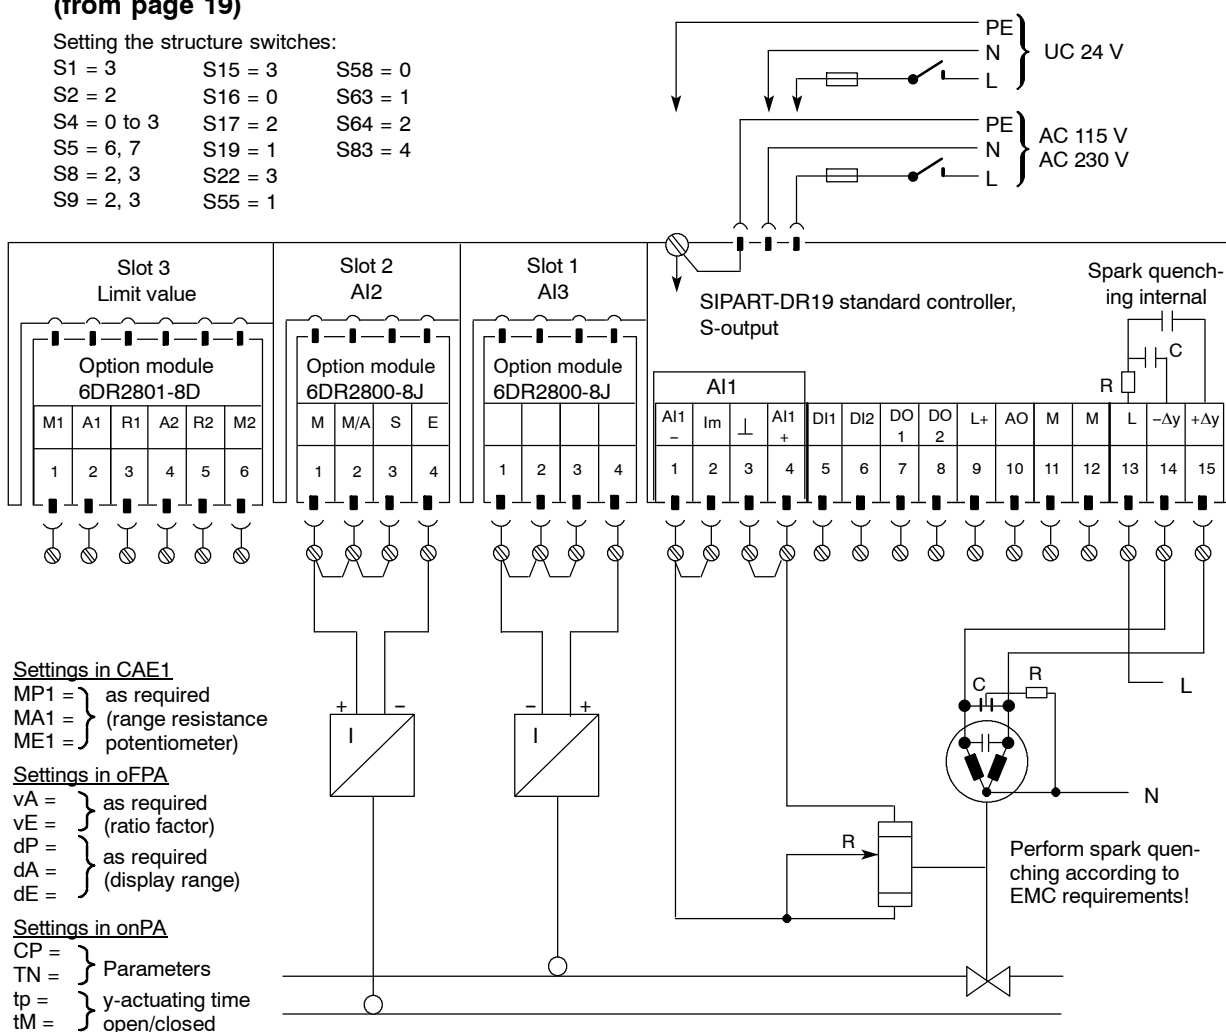 (from page 19)
Setting the structure switches:
S1 = 3
S2 = 2
S4 = 0 to 3
S5 = 6, 7
S8 = 2, 3
S9 = 2, 3
S15 = 3
S16 = 0
S17 = 2
S19 = 1
S22 = 3
S55 = 1
S58 = 0
S63 = 1
S64 = 2
S83 = 4
PE
N
L
UC 24 V
PE
N
L
AC 115 V
AC 230 V
Slot 3
Limit value
Option module
6DR2801-8D
M1 A1 R1 A2 R2 M2
1 2 3 4 5 6
Slot 2
AI2
Option module
6DR2800-8J
M M/A S E
1 2 3 4
Slot 1
AI3
Option module
6DR2800-8J
1 2 3 4
SIPART-DR19 standard controller,
S-output
Spark quench-
ing internal
C
R
AI1
AI1 − Im ⊥ AI1 + DI1 DI2 DO 1 DO 2 L+ AO M M L −Δy +Δy
1 2 3 4 5 6 7 8 9 10 11 12 13 14 15
Settings in CAE1
MP1 =
MA1 =
ME1 =
as required
(range resistance
potentiometer)
Settings in oFPA
vA =
vE =
as required
(ratio factor)
dP =
dA =
dE =
as required
(display range)
Settings in onPA
CP =
TN =
Parameters
tp =
tM =
y-actuating time
open/closed
+ −
I
− +
I
C
R
L
N
R
Perform spark quen-
ching according to
EMC requirements!